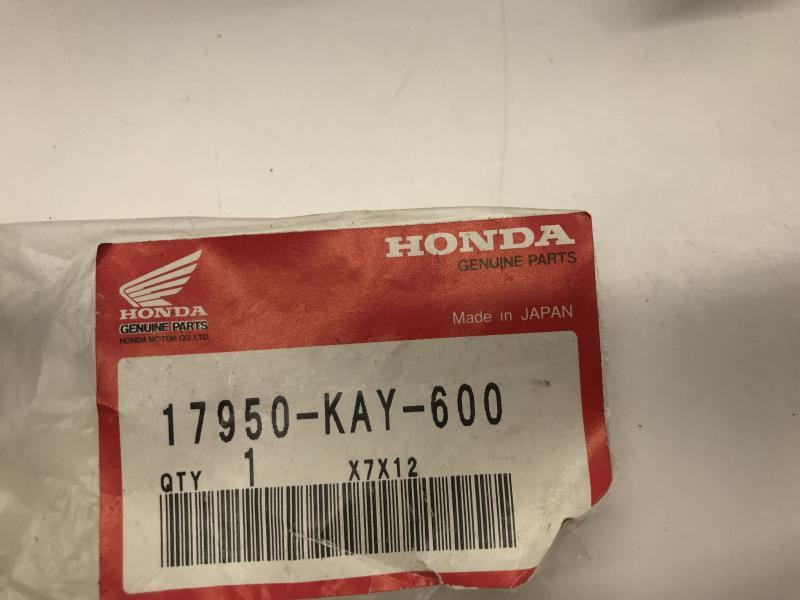 HONDA
GENUINE PARTS
HONDA
GENUINE PARTS
HONDA MOTOR CO.,LTD.
Made in JAPAN
17950-KAY-600
QTY 1 X7X12